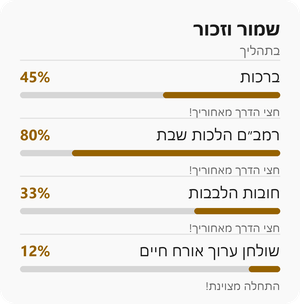 שמור וזכור
בתהליך
ברכות 45%
חצי הדרך מאחוריך!
רמב״ם הלכות שבת 80%
חצי הדרך מאחוריך!
חובות הלבבות 33%
חצי הדרך מאחוריך!
שולחן ערוך אורח חיים 12%
התחלה מצוינת!